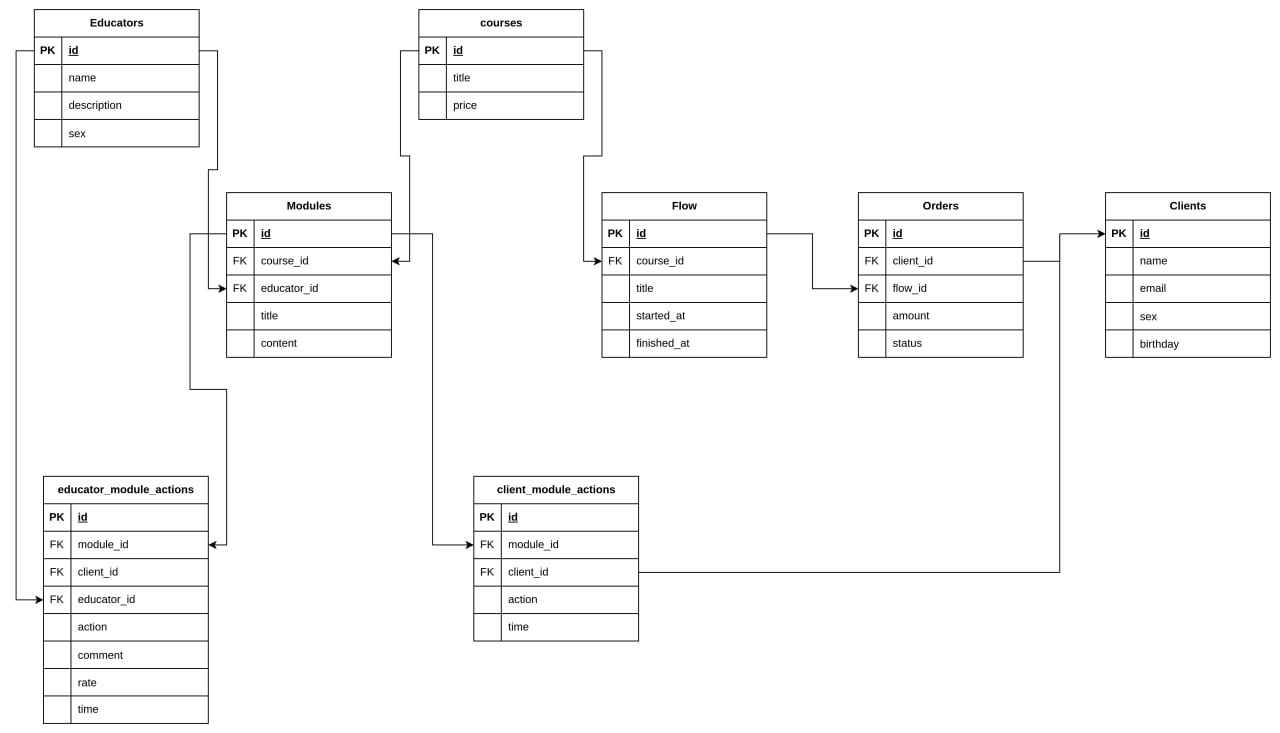 Educators
PK id
name
description
sex
courses
PK id
title
price
Modules
PK id
FK course_id
FK educator_id
title
content
Flow
PK id
FK course_id
title
started_at
finished_at
Orders
PK id
FK client_id
FK flow_id
amount
status
Clients
PK id
name
email
sex
birthday
educator_module_actions
PK id
FK module_id
FK client_id
FK educator_id
action
comment
rate
time
client_module_actions
PK id
FK module_id
FK client_id
action
time